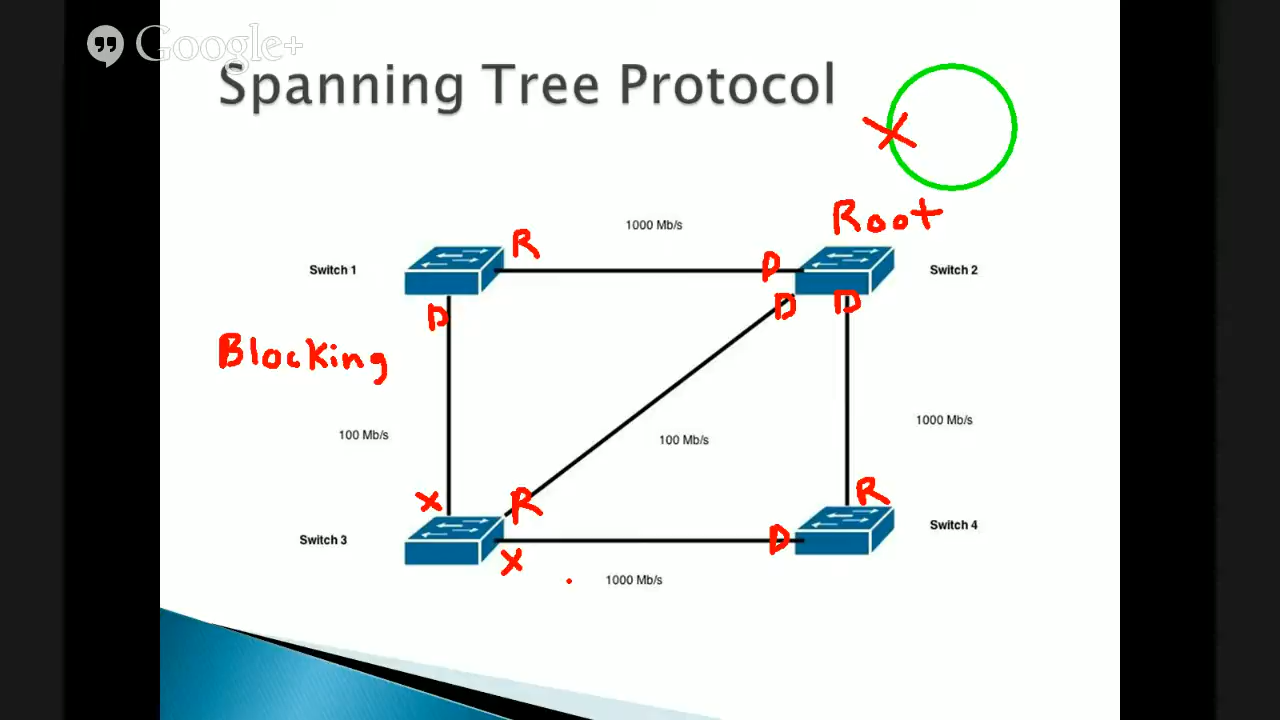 Google+
Spanning Tree Protocol
Root
R
1000 Mb/s
D
Switch 1
Switch 2
D
D
D
Blocking
100 Mb/s
100 Mb/s
1000 Mb/s
X
R
R
Switch 3
D
Switch 4
X
1000 Mb/s